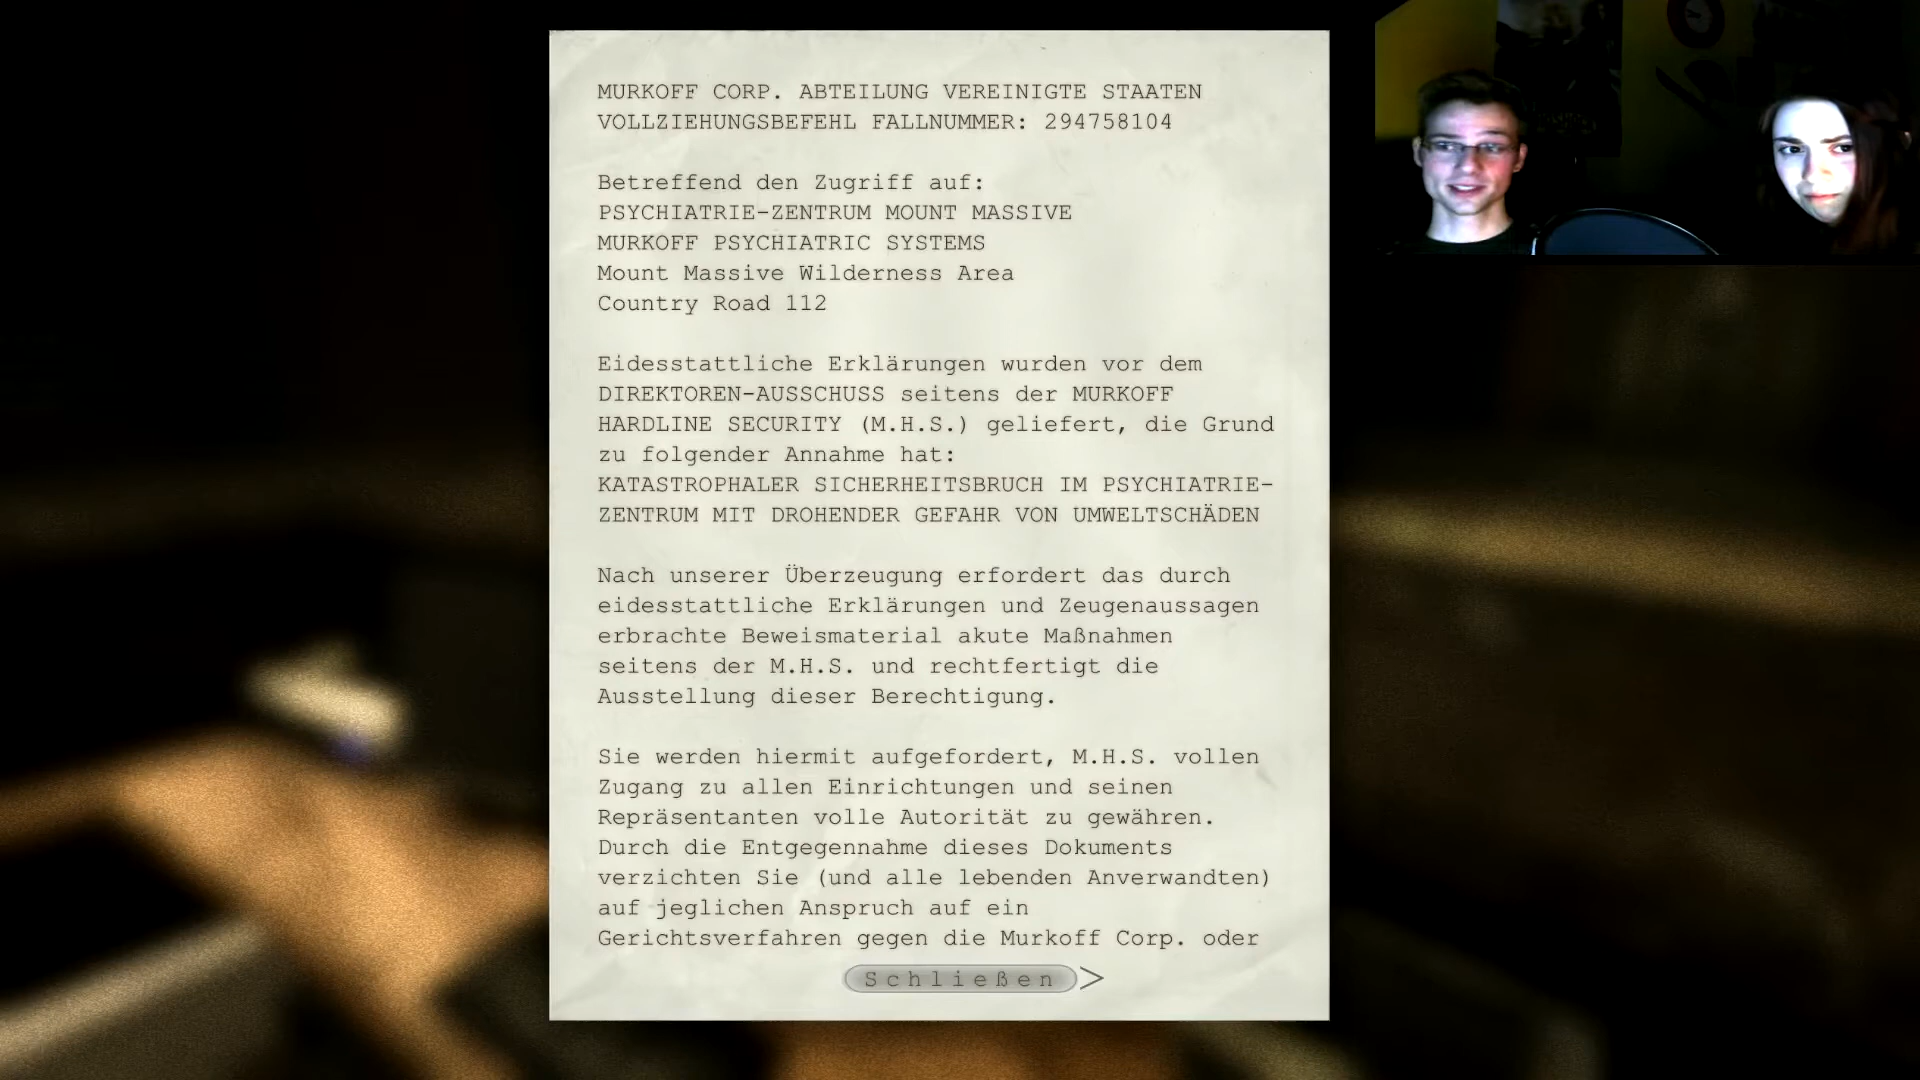 MURKOFF CORP. ABTEILUNG VEREINIGTE STAATEN
VOLLZIEHUNGSBEFEHL FALLNUMMER: 294758104
Betreffend den Zugriff auf:
PSYCHIATRIE-ZENTRUM MOUNT MASSIVE
MURKOFF PSYCHIATRIC SYSTEMS
Mount Massive Wilderness Area
Country Road 112
Eidesstattliche Erklärungen wurden vor dem
DIREKTOREN-AUSSCHUSS seitens der MURKOFF
HARDLINE SECURITY (M.H.S.) geliefert, die Grund
zu folgender Annahme hat:
KATASTROPHALER SICHERHEITSBRUCH IM PSYCHIATRIE-
ZENTRUM MIT DROHENDER GEFAHR VON UMWELTSCHÄDEN
Nach unserer Überzeugung erfordert das durch
eidesstattliche Erklärungen und Zeugenaussagen
erbrachte Beweismaterial akute Maßnahmen
seitens der M.H.S. und rechtfertigt die
Ausstellung dieser Berechtigung.
Sie werden hiermit aufgefordert, M.H.S. vollen
Zugang zu allen Einrichtungen und seinen
Repräsentanten volle Autorität zu gewähren.
Durch die Entgegennahme dieses Dokuments
verzichten Sie (und alle lebenden Anverwandten)
auf jeglichen Anspruch auf ein
Gerichtsverfahren gegen die Murkoff Corp. oder
Schließen >